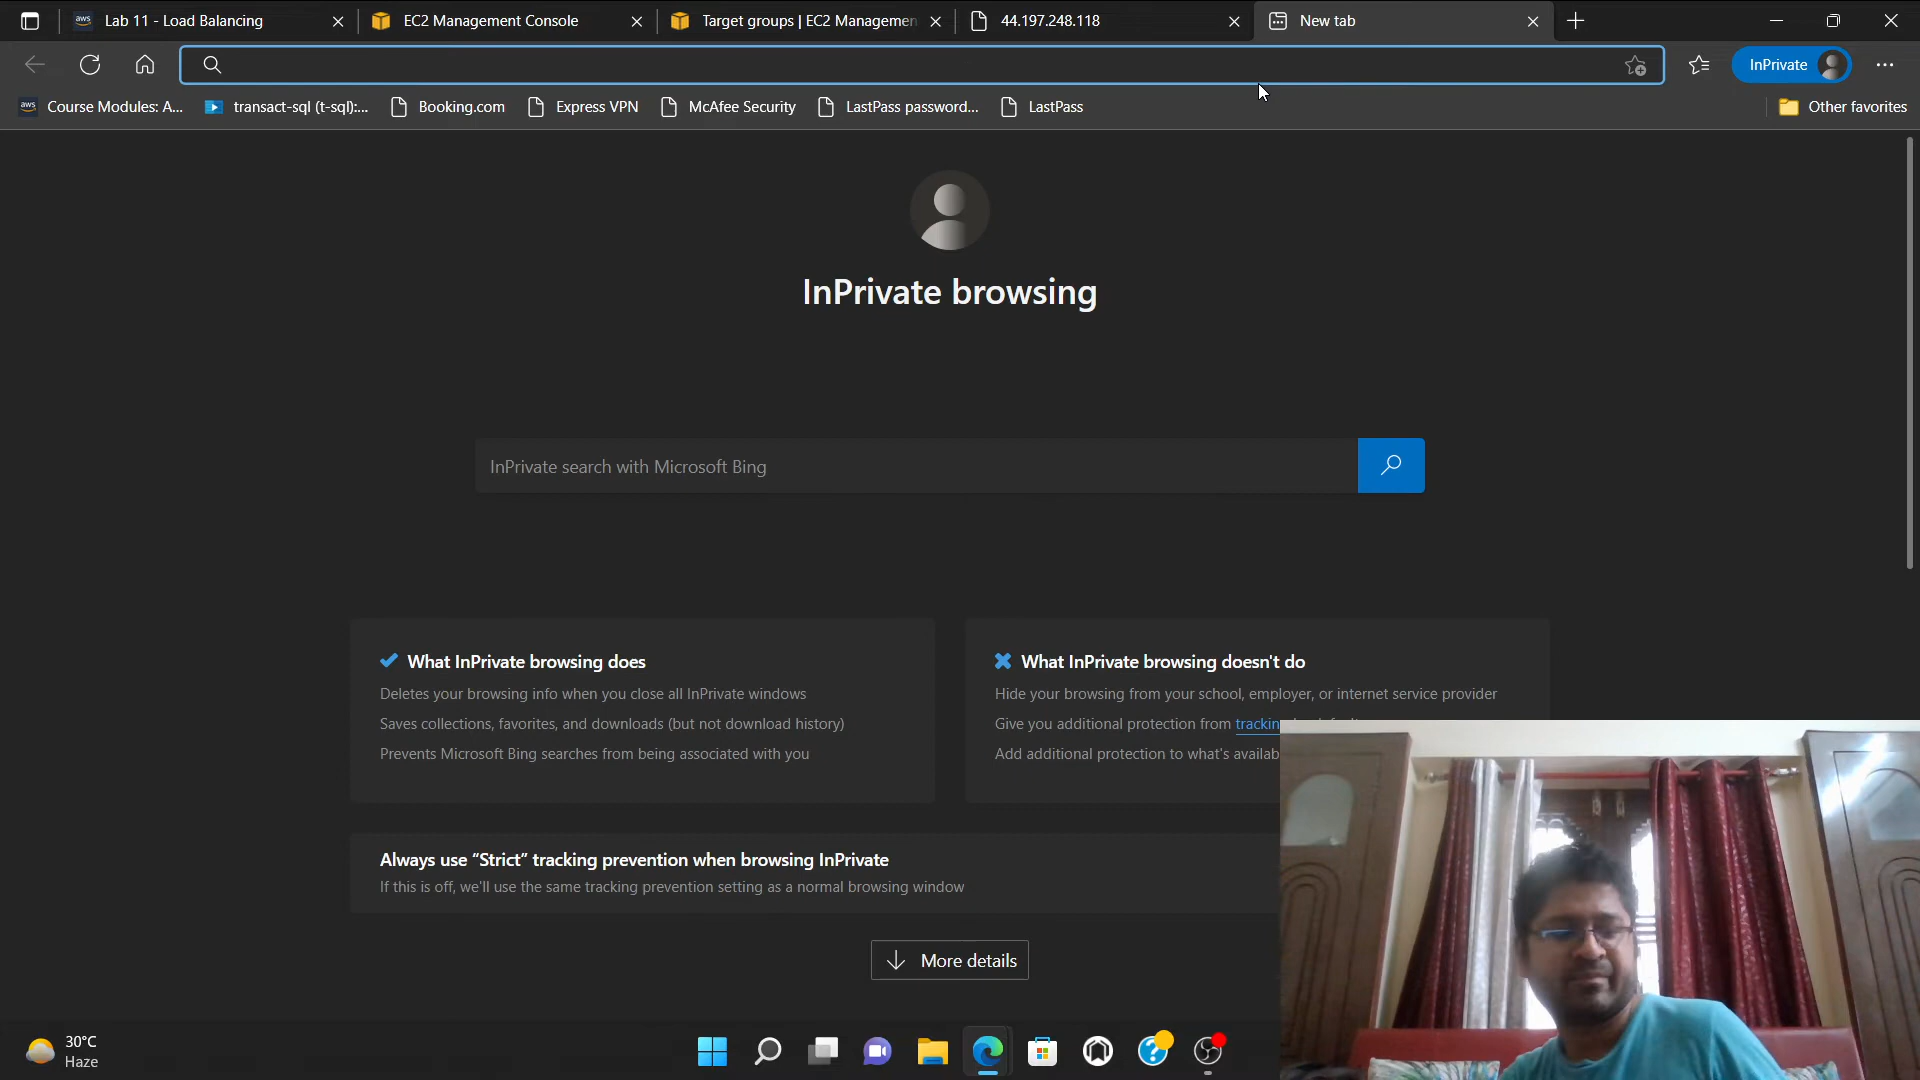 aws Lab 11 - Load Balancing
EC2 Management Console
Target groups | EC2 Managemen
44.197.248.118
New tab
InPrivate
aws Course Modules: A...
transact-sql (t-sql):...
Booking.com
Express VPN
McAfee Security
LastPass password...
LastPass
Other favorites
InPrivate browsing
InPrivate search with Microsoft Bing
What InPrivate browsing does
Deletes your browsing info when you close all InPrivate windows
Saves collections, favorites, and downloads (but not download history)
Prevents Microsoft Bing searches from being associated with you
What InPrivate browsing doesn't do
Hide your browsing from your school, employer, or internet service provider
Give you additional protection from trackin
Add additional protection to what's availab
Always use “Strict” tracking prevention when browsing InPrivate
If this is off, we'll use the same tracking prevention setting as a normal browsing window
More details
30°C
Haze